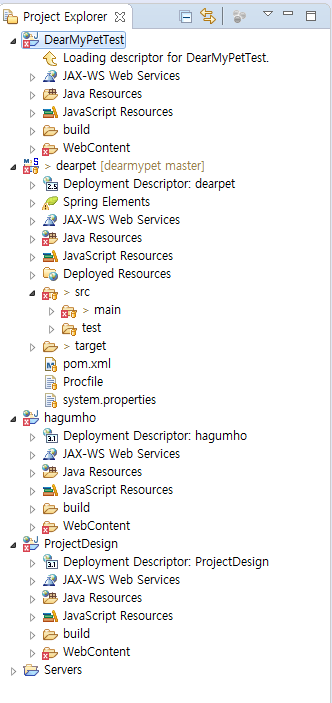 Project Explorer
DearMyPetTest
Loading descriptor for DearMyPetTest.
JAX-WS Web Services
Java Resources
JavaScript Resources
build
WebContent
> dearpet [dearmypet master]
Deployment Descriptor: dearpet
Spring Elements
JAX-WS Web Services
Java Resources
JavaScript Resources
Deployed Resources
> src
> main
test
> target
pom.xml
Procfile
system.properties
hagumho
Deployment Descriptor: hagumho
JAX-WS Web Services
Java Resources
JavaScript Resources
build
WebContent
ProjectDesign
Deployment Descriptor: ProjectDesign
JAX-WS Web Services
Java Resources
JavaScript Resources
build
WebContent
Servers